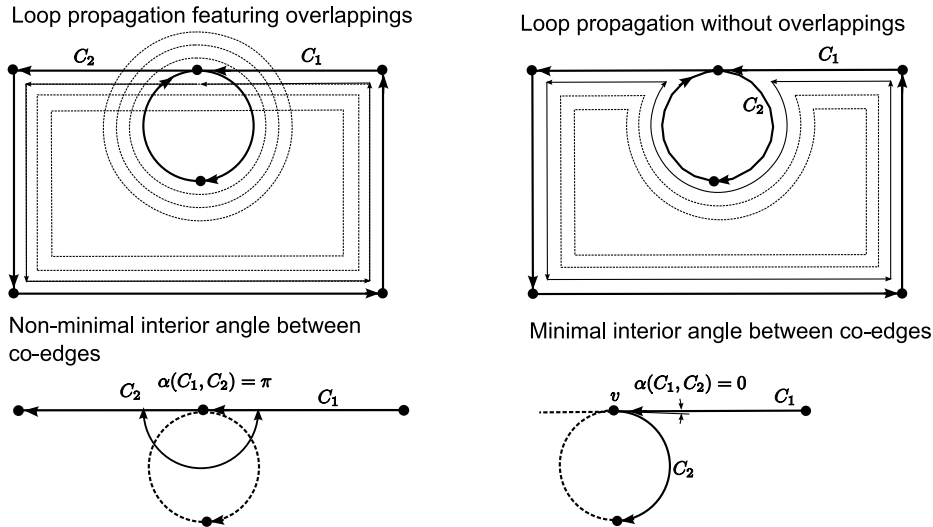 Loop propagation featuring overlappings
C₂
C₁
Non-minimal interior angle between
co-edges
α(C₁, C₂) = π
C₂
C₁
Loop propagation without overlappings
C₁
C₂
Minimal interior angle between co-edges
α(C₁, C₂) = 0
v
C₁
C₂